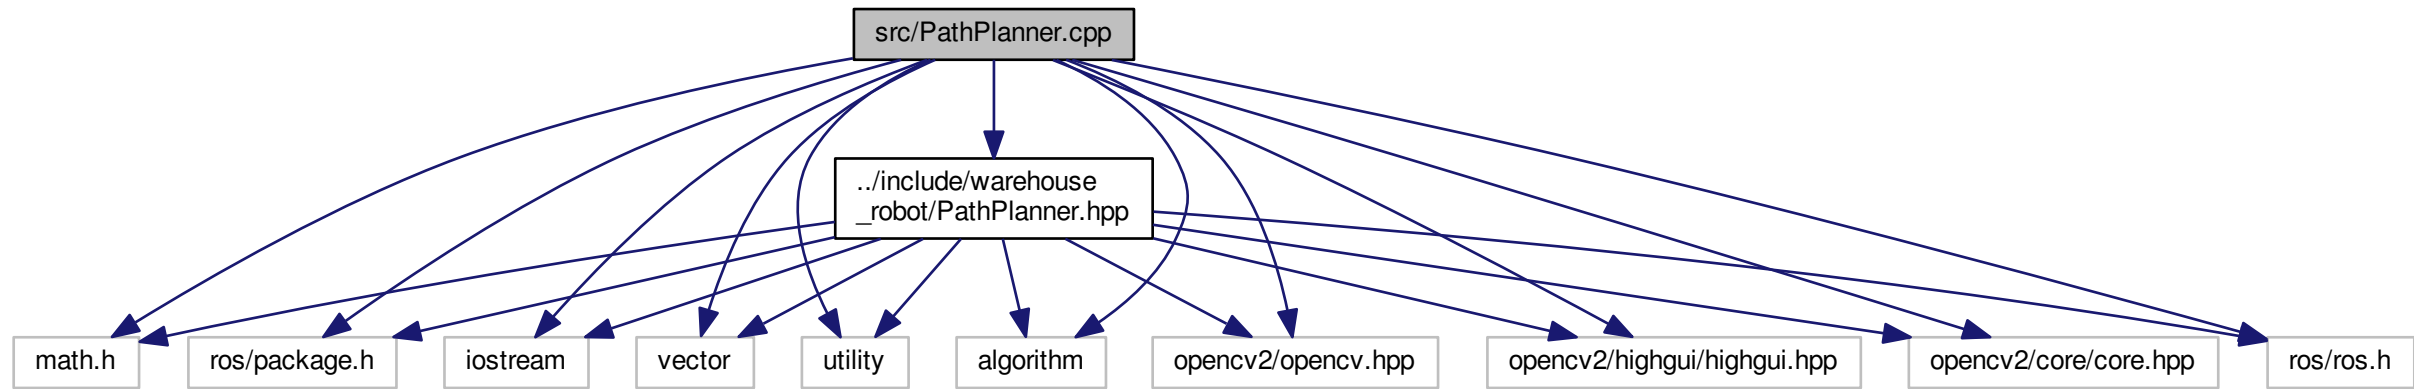 src/PathPlanner.cpp
../include/warehouse
_robot/PathPlanner.hpp
math.h
ros/package.h
iostream
vector
utility
algorithm
opencv2/opencv.hpp
opencv2/highgui/highgui.hpp
opencv2/core/core.hpp
ros/ros.h